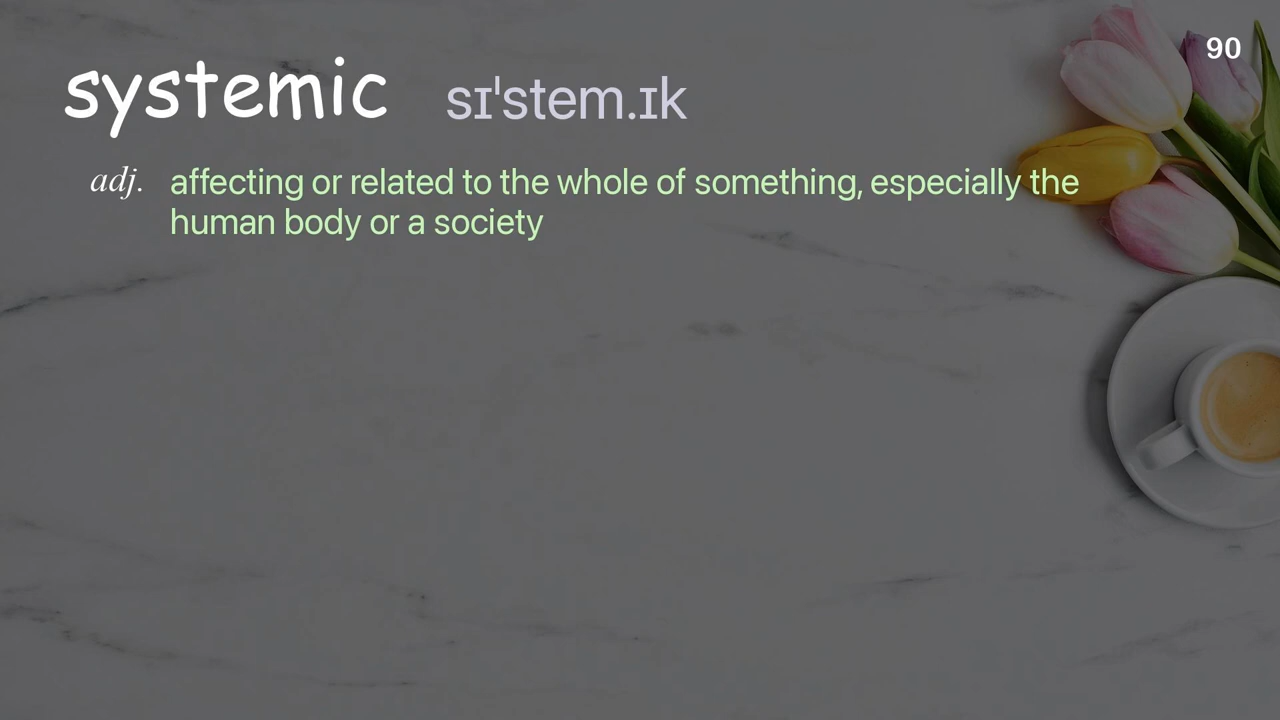 90
systemic sɪˈstem.ɪk
adj. affecting or related to the whole of something, especially the
human body or a society